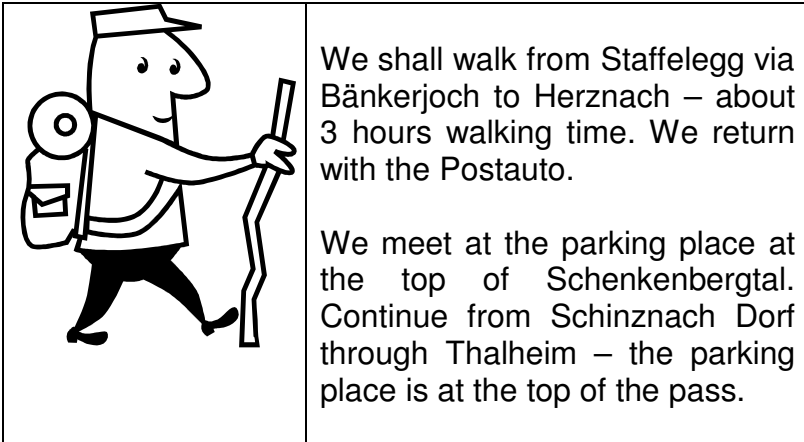 We shall walk from Staffelegg via
Bänkerjoch to Herznach – about
3 hours walking time. We return
with the Postauto.
We meet at the parking place at
the top of Schenkenbergtal.
Continue from Schinznach Dorf
through Thalheim – the parking
place is at the top of the pass.